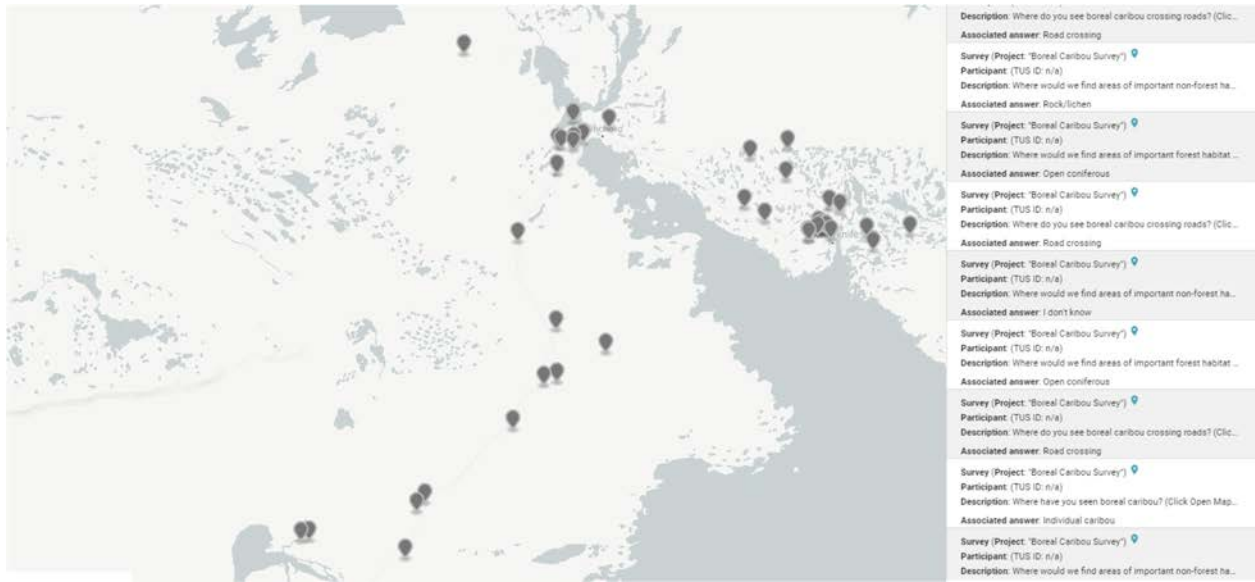 Description: Where do you see boreal caribou crossing roads? (Clic...
Associated answer: Road crossing
Survey (Project: "Boreal Caribou Survey")
Participant: (TUS ID: n/a)
Description: Where would we find areas of important non-forest ha...
Associated answer: Rock/lichen
Survey (Project: "Boreal Caribou Survey")
Participant: (TUS ID: n/a)
Description: Where would we find areas of important forest habitat ...
Associated answer: Open coniferous
Survey (Project: "Boreal Caribou Survey")
Participant: (TUS ID: n/a)
Description: Where do you see boreal caribou crossing roads? (Clic...
Associated answer: Road crossing
Survey (Project: "Boreal Caribou Survey")
Participant: (TUS ID: n/a)
Description: Where would we find areas of important non-forest ha...
Associated answer: I don't know
Survey (Project: "Boreal Caribou Survey")
Participant: (TUS ID: n/a)
Description: Where would we find areas of important forest habitat ...
Associated answer: Open coniferous
Survey (Project: "Boreal Caribou Survey")
Participant: (TUS ID: n/a)
Description: Where do you see boreal caribou crossing roads? (Clic...
Associated answer: Road crossing
Survey (Project: "Boreal Caribou Survey")
Participant: (TUS ID: n/a)
Description: Where have you seen boreal caribou? (Click Open Map...
Associated answer: Individual caribou
Survey (Project: "Boreal Caribou Survey")
Participant: (TUS ID: n/a)
Description: Where would we find areas of important non-forest ha...